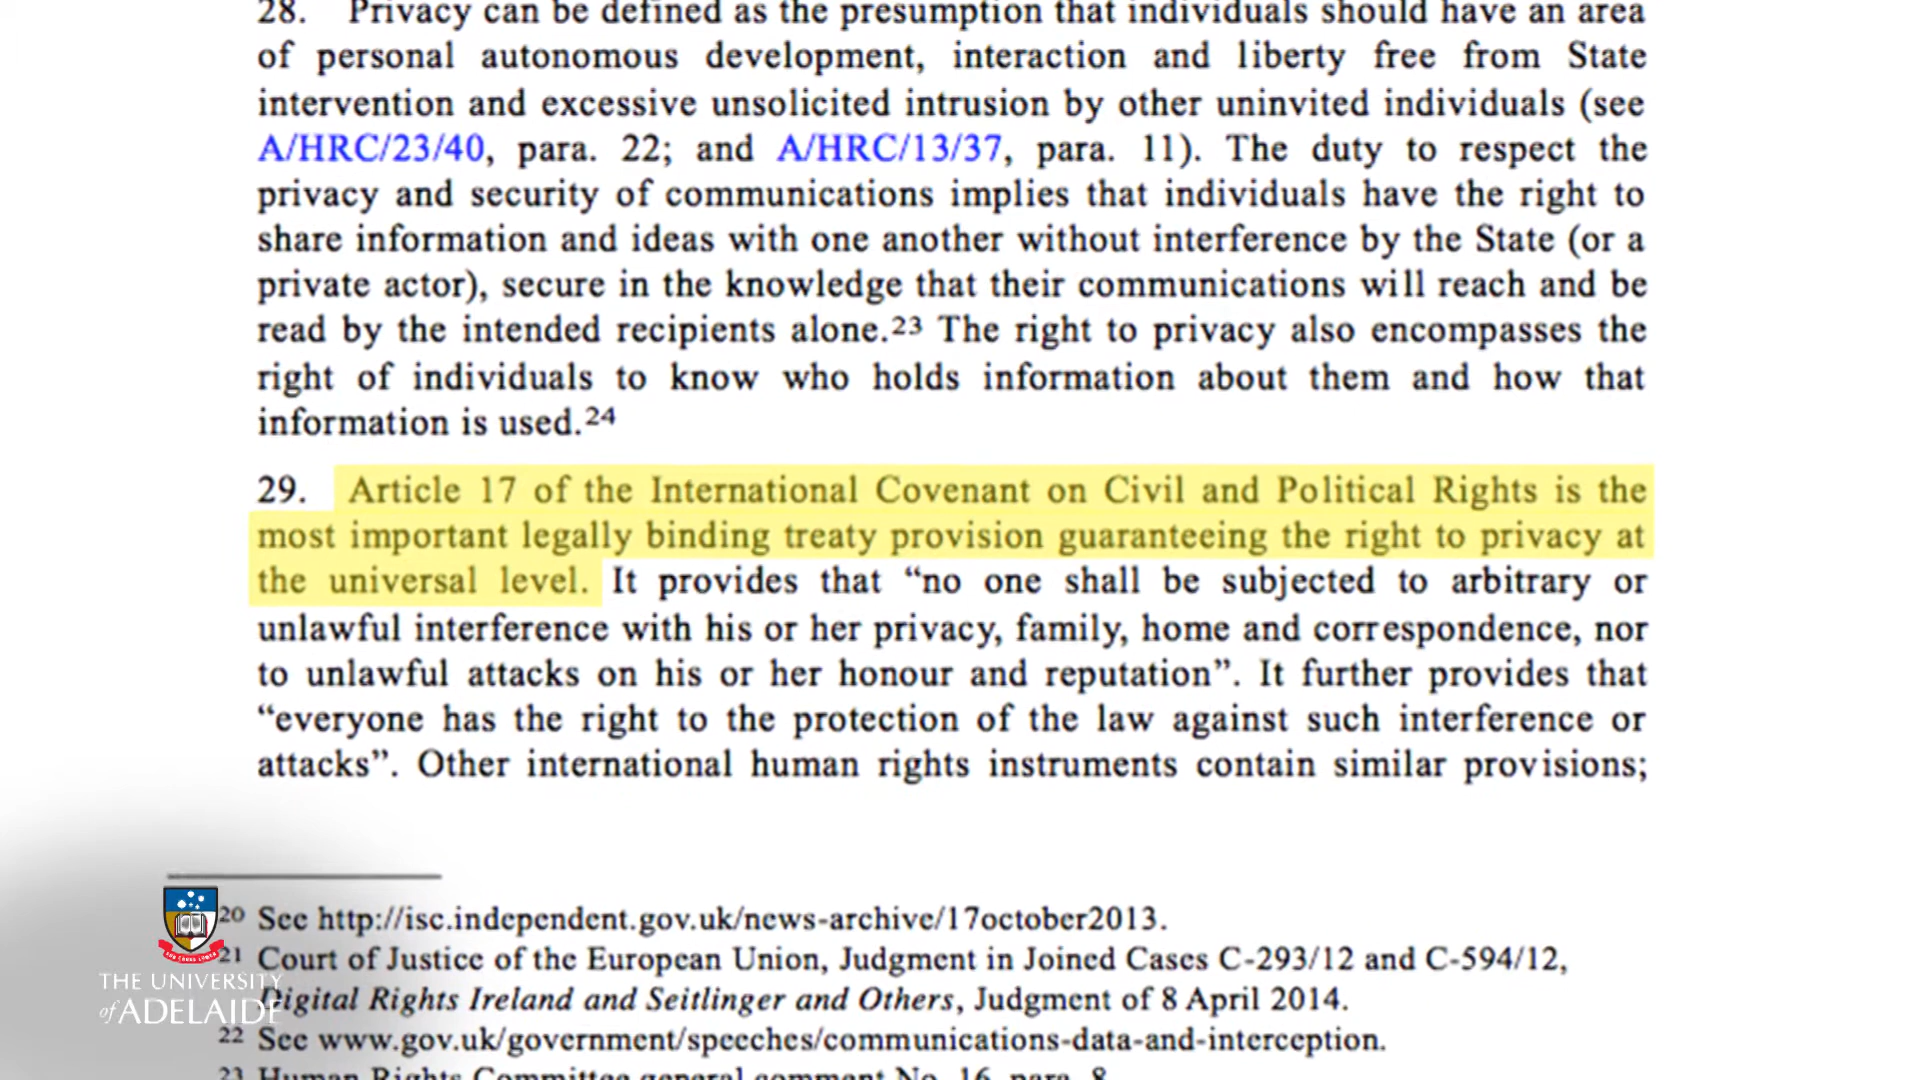 28. Privacy can be defined as the presumption that individuals should have an area
of personal autonomous development, interaction and liberty free from State
intervention and excessive unsolicited intrusion by other uninvited individuals (see
A/HRC/23/40, para. 22; and A/HRC/13/37, para. 11). The duty to respect the
privacy and security of communications implies that individuals have the right to
share information and ideas with one another without interference by the State (or a
private actor), secure in the knowledge that their communications will reach and be
read by the intended recipients alone.23 The right to privacy also encompasses the
right of individuals to know who holds information about them and how that
information is used.24
29. Article 17 of the International Covenant on Civil and Political Rights is the
most important legally binding treaty provision guaranteeing the right to privacy at
the universal level. It provides that “no one shall be subjected to arbitrary or
unlawful interference with his or her privacy, family, home and correspondence, nor
to unlawful attacks on his or her honour and reputation”. It further provides that
“everyone has the right to the protection of the law against such interference or
attacks”. Other international human rights instruments contain similar provisions;
20 See http://isc.independent.gov.uk/news-archive/17october2013.
21 Court of Justice of the European Union, Judgment in Joined Cases C-293/12 and C-594/12,
Digital Rights Ireland and Seitlinger and Others, Judgment of 8 April 2014.
22 See www.gov.uk/government/speeches/communications-data-and-interception.
23 Human Rights Committee general comment No. 16, para. 8
THE UNIVERSITY
of ADELAIDE